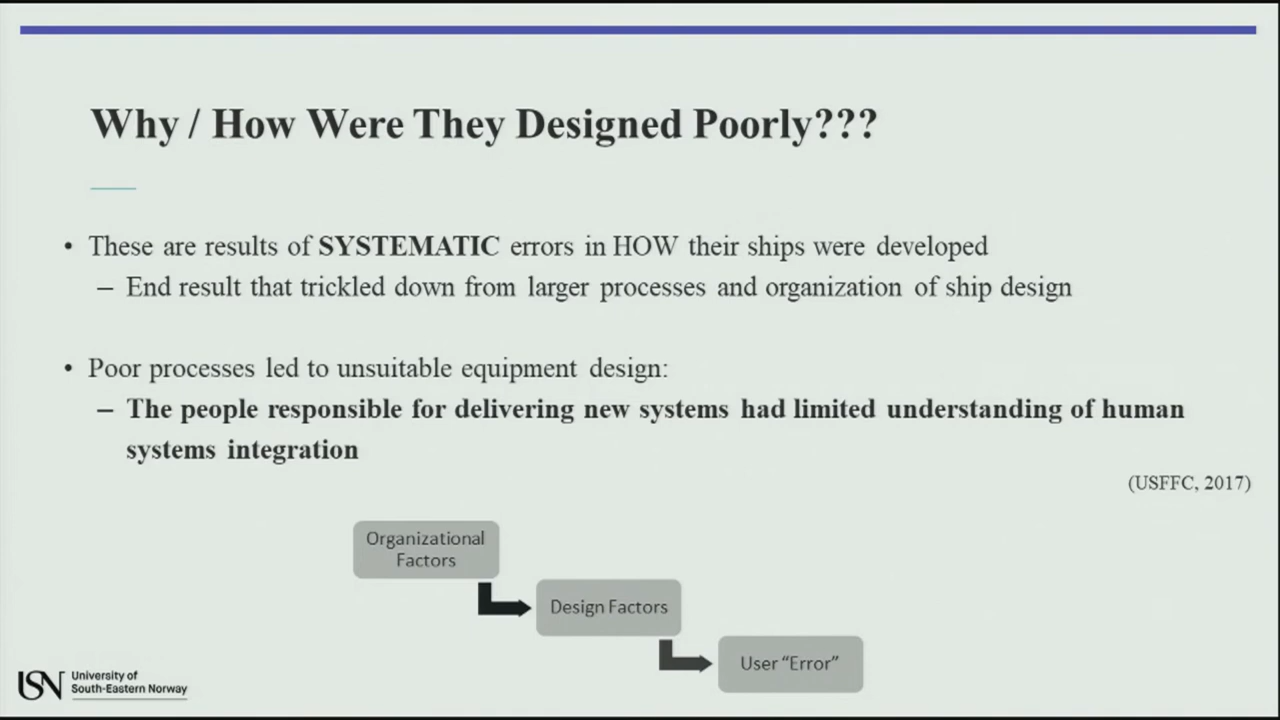 Why / How Were They Designed Poorly???
• These are results of SYSTEMATIC errors in HOW their ships were developed
– End result that trickled down from larger processes and organization of ship design
• Poor processes led to unsuitable equipment design:
– The people responsible for delivering new systems had limited understanding of human
systems integration
(USFFC, 2017)
Organizational
Factors
Design Factors
User “Error”
USN University of
South-Eastern Norway